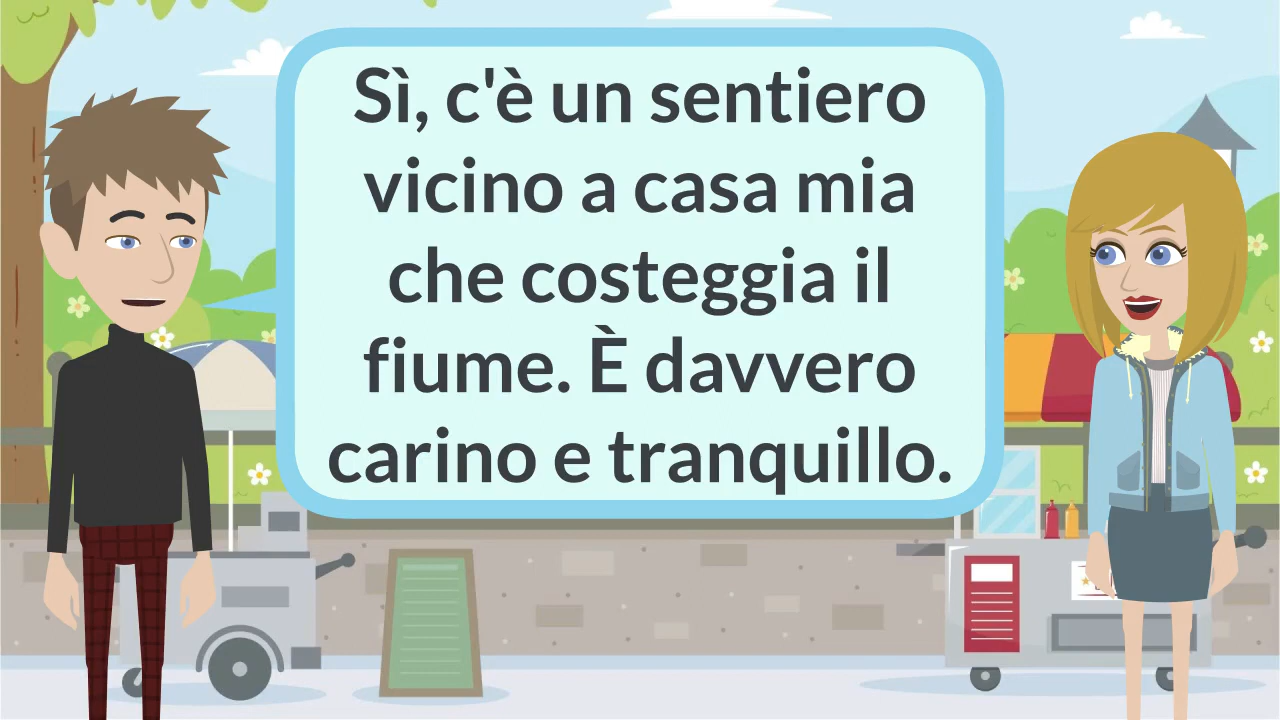 Sì, c'è un sentiero
vicino a casa mia
che costeggia il
fiume. È davvero
carino e tranquillo.